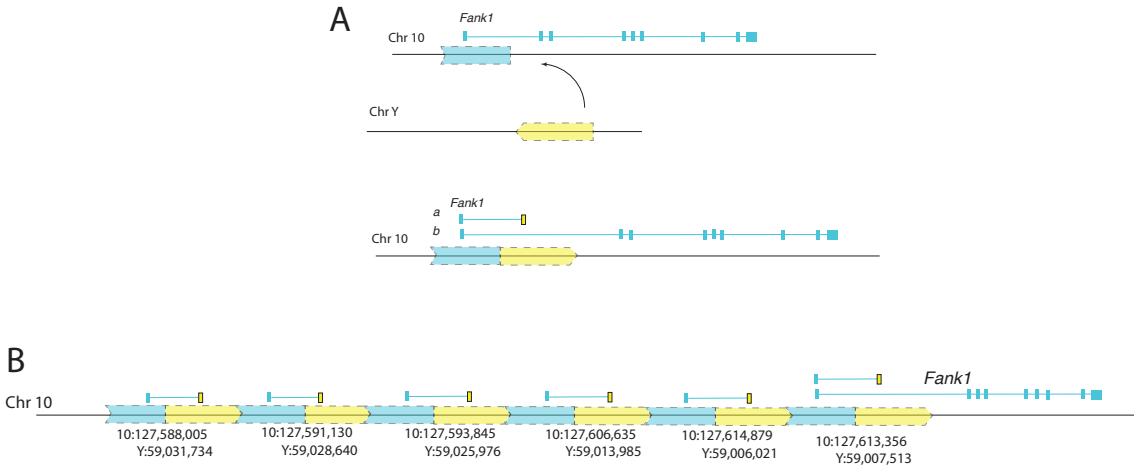 A
Fank1
Chr 10
Chr Y
Fank1
a
b
Chr 10
B
Fank1
Chr 10
10:127,588,005
Y:59,031,734
10:127,591,130
Y:59,028,640
10:127,593,845
Y:59,025,976
10:127,606,635
Y:59,013,985
10:127,614,879
Y:59,006,021
10:127,613,356
Y:59,007,513